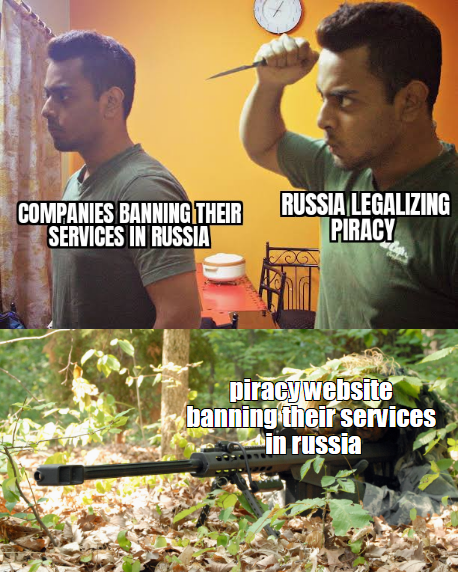 COMPANIES BANNING THEIR
SERVICES IN RUSSIA
RUSSIA LEGALIZING
PIRACY
piracy website
banning their services
in russia